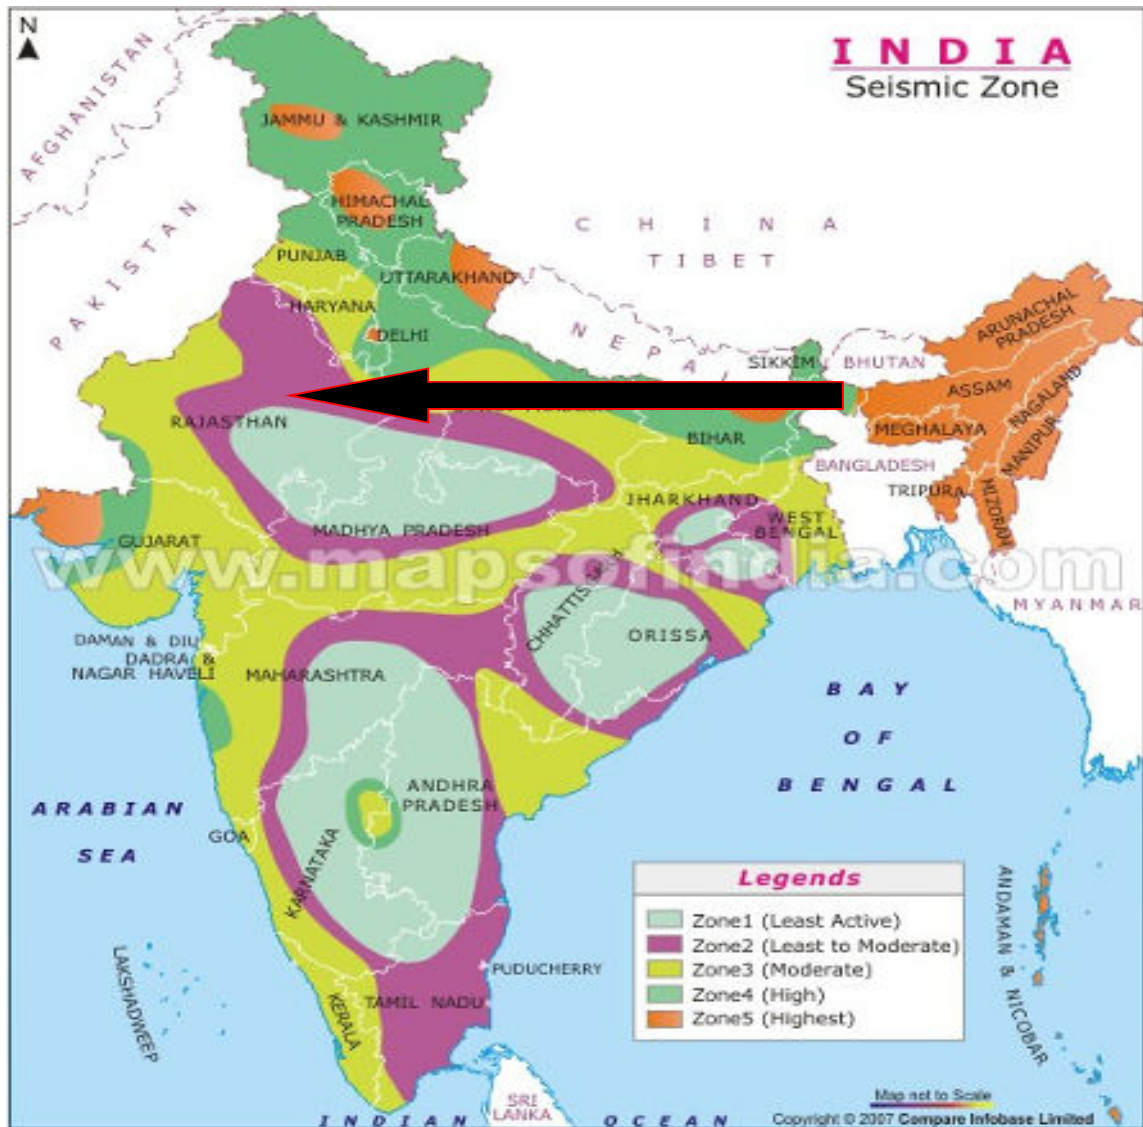 N
INDIA
Seismic Zone
AFGHANISTAN
JAMMU & KASHMIR
PAKISTAN
HIMACHAL
PRADESH
CHINA
TIBET
PUNJAB
UTTARAKHAND
HARYANA
DELHI
NEPA
SIKKIM
BHUTAN
ARUNACHAL
PRADESH
ASSAM
NAGALAND
RAJASTHAN
BIHAR
MEGHALAYA
MANIPUR
BANGLADESH
TRIPURA
MIZORAM
JHARKHAND
WEST
BENGAL
MADHYA PRADESH
GUJARAT
www.mapsofindia.com
MYANMAR
ORISSA
DAMAN & DIU
DADRA &
NAGAR HAVELI
MAHARASHTRA
BAY
OF
BENGAL
ANDHRA
PRADESH
ARABIAN
SEA
GOA
KARNATAKA
Legends
Zone1 (Least Active)
Zone2 (Least to Moderate)
Zone3 (Moderate)
Zone4 (High)
Zone5 (Highest)
ANDAMAN & NICOBAR
LAKSHADWEEP
PUDUCHERRY
TAMIL NADU
KERALA
SRI
LANKA
INDIAN OCEAN
Map not to Scale
Copyright © 2007 Compare Infobase Limited